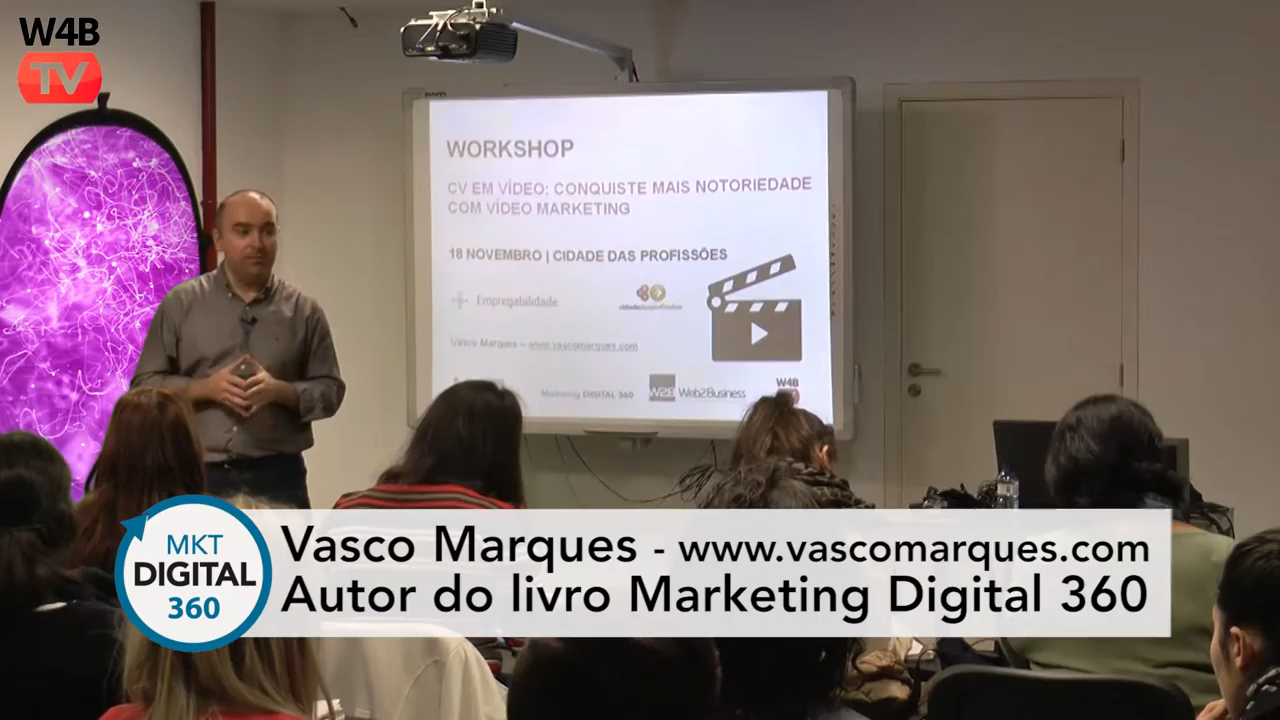 W4B
TV
WORKSHOP
CV EM VÍDEO: CONQUISTE MAIS NOTORIEDADE
COM VÍDEO MARKETING
18 NOVEMBRO | CIDADE DAS PROFISSÕES
Empregabilidade
cidadedasprofissões
Vasco Marques – www.vascomarques.com
Marketing DIGITAL 360
W2B Web2Business
W4B
MKT
DIGITAL
360
Vasco Marques - www.vascomarques.com
Autor do livro Marketing Digital 360